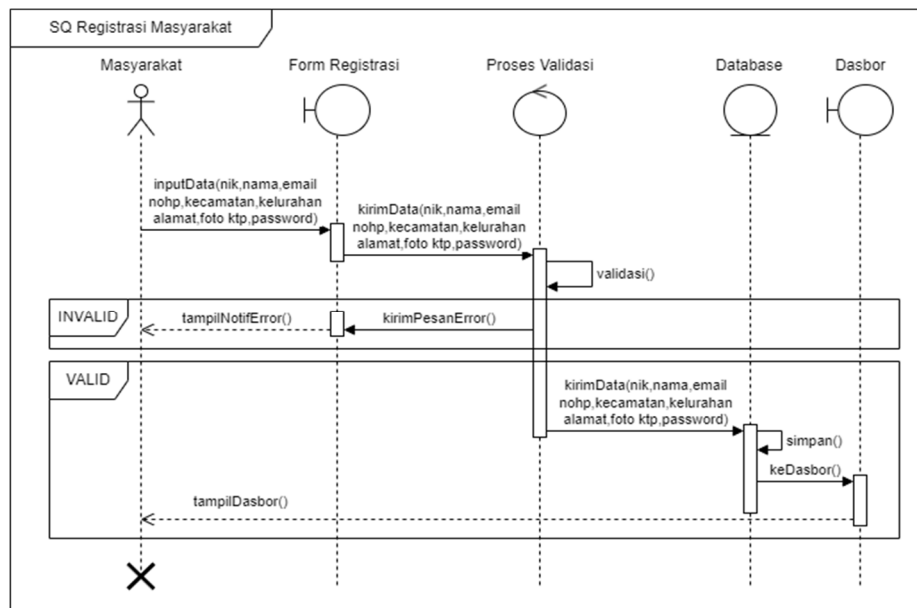 SQ Registrasi Masyarakat
Masyarakat
Form Registrasi
Proses Validasi
Database
Dasbor
inputData(nik,nama,email
nohp,kecamatan,kelurahan
alamat,foto ktp,password)
kirimData(nik,nama,email
nohp,kecamatan,kelurahan
alamat,foto ktp,password)
validasi()
INVALID
tampilNotifError()
kirimPesanError()
VALID
kirimData(nik,nama,email
nohp,kecamatan,kelurahan
alamat,foto ktp,password)
simpan()
keDasbor()
tampilDasbor()